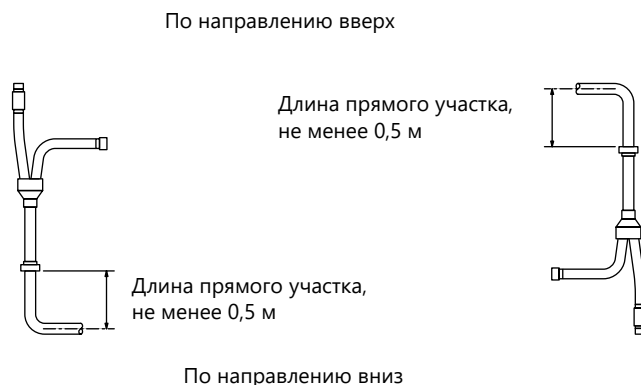 По направлению вверх
Длина прямого участка,
не менее 0,5 м
Длина прямого участка,
не менее 0,5 м
По направлению вниз